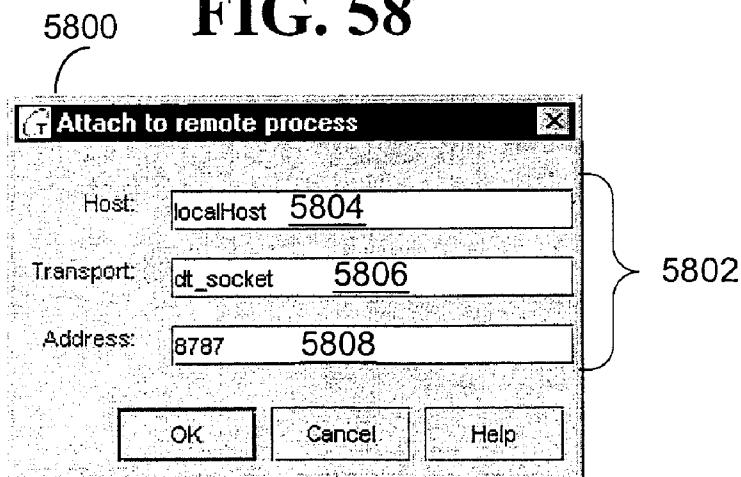 FIG. 58
5800
Attach to remote process
Host: localHost 5804
Transport: dt_socket 5806
5802
Address: 8787 5808
OK Cancel Help